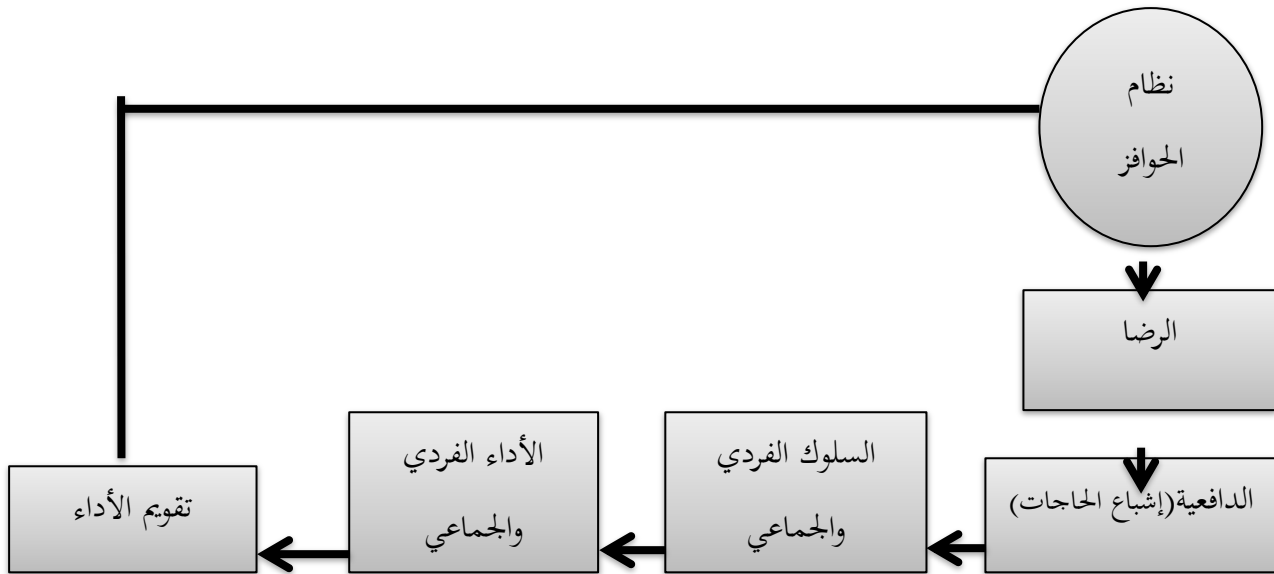 نظام
الحوافز
الرضا
الدافعية(إشباع الحاجات)
السلوك الفردي
والجماعي
الأداء الفردي
والجماعي
تقويم الأداء